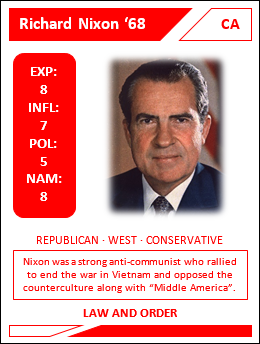 Richard Nixon ‘68
CA
EXP:
8
INFL:
7
POL:
5
NAM:
8
REPUBLICAN · WEST · CONSERVATIVE
Nixon was a strong anti-communist who rallied
to end the war in Vietnam and opposed the
counterculture along with “Middle America”.
LAW AND ORDER